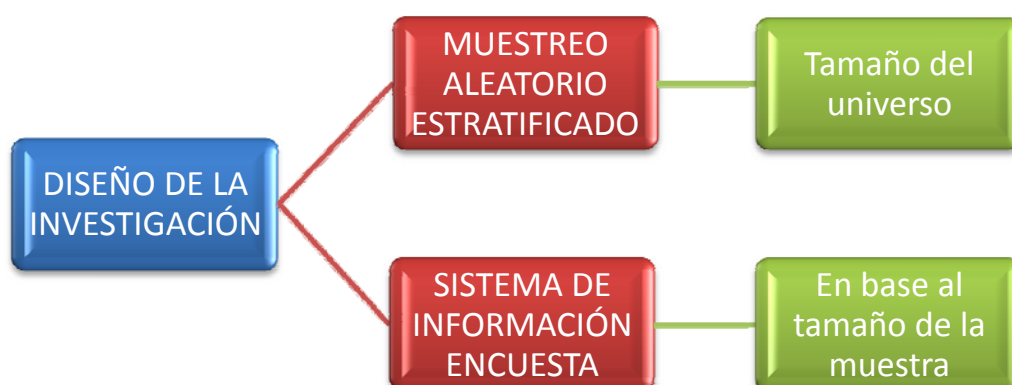 DISEÑO DE LA
INVESTIGACIÓN
MUESTREO
ALEATORIO
ESTRATIFICADO
Tamaño del
universo
SISTEMA DE
INFORMACIÓN
ENCUESTA
En base al
tamaño de la
muestra